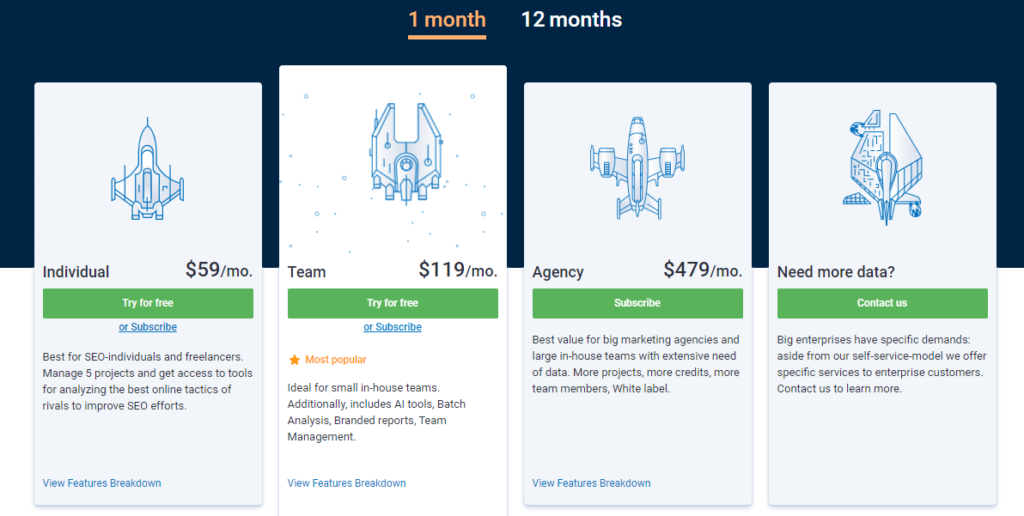 1 month
12 months
Individual
$59/mo.
Try for free
or Subscribe
Best for SEO-individuals and freelancers.
Manage 5 projects and get access to tools
for analyzing the best online tactics of
rivals to improve SEO efforts.
View Features Breakdown
Team
$119/mo.
Try for free
or Subscribe
Most popular
Ideal for small in-house teams.
Additionally, includes AI tools, Batch
Analysis, Branded reports, Team
Management.
View Features Breakdown
Agency
$479/mo.
Subscribe
Best value for big marketing agencies and
large in-house teams with extensive need
of data. More projects, more credits, more
team members, White label.
View Features Breakdown
Need more data?
Contact us
Big enterprises have specific demands:
aside from our self-service-model we offer
specific services to enterprise customers.
Contact us to learn more.